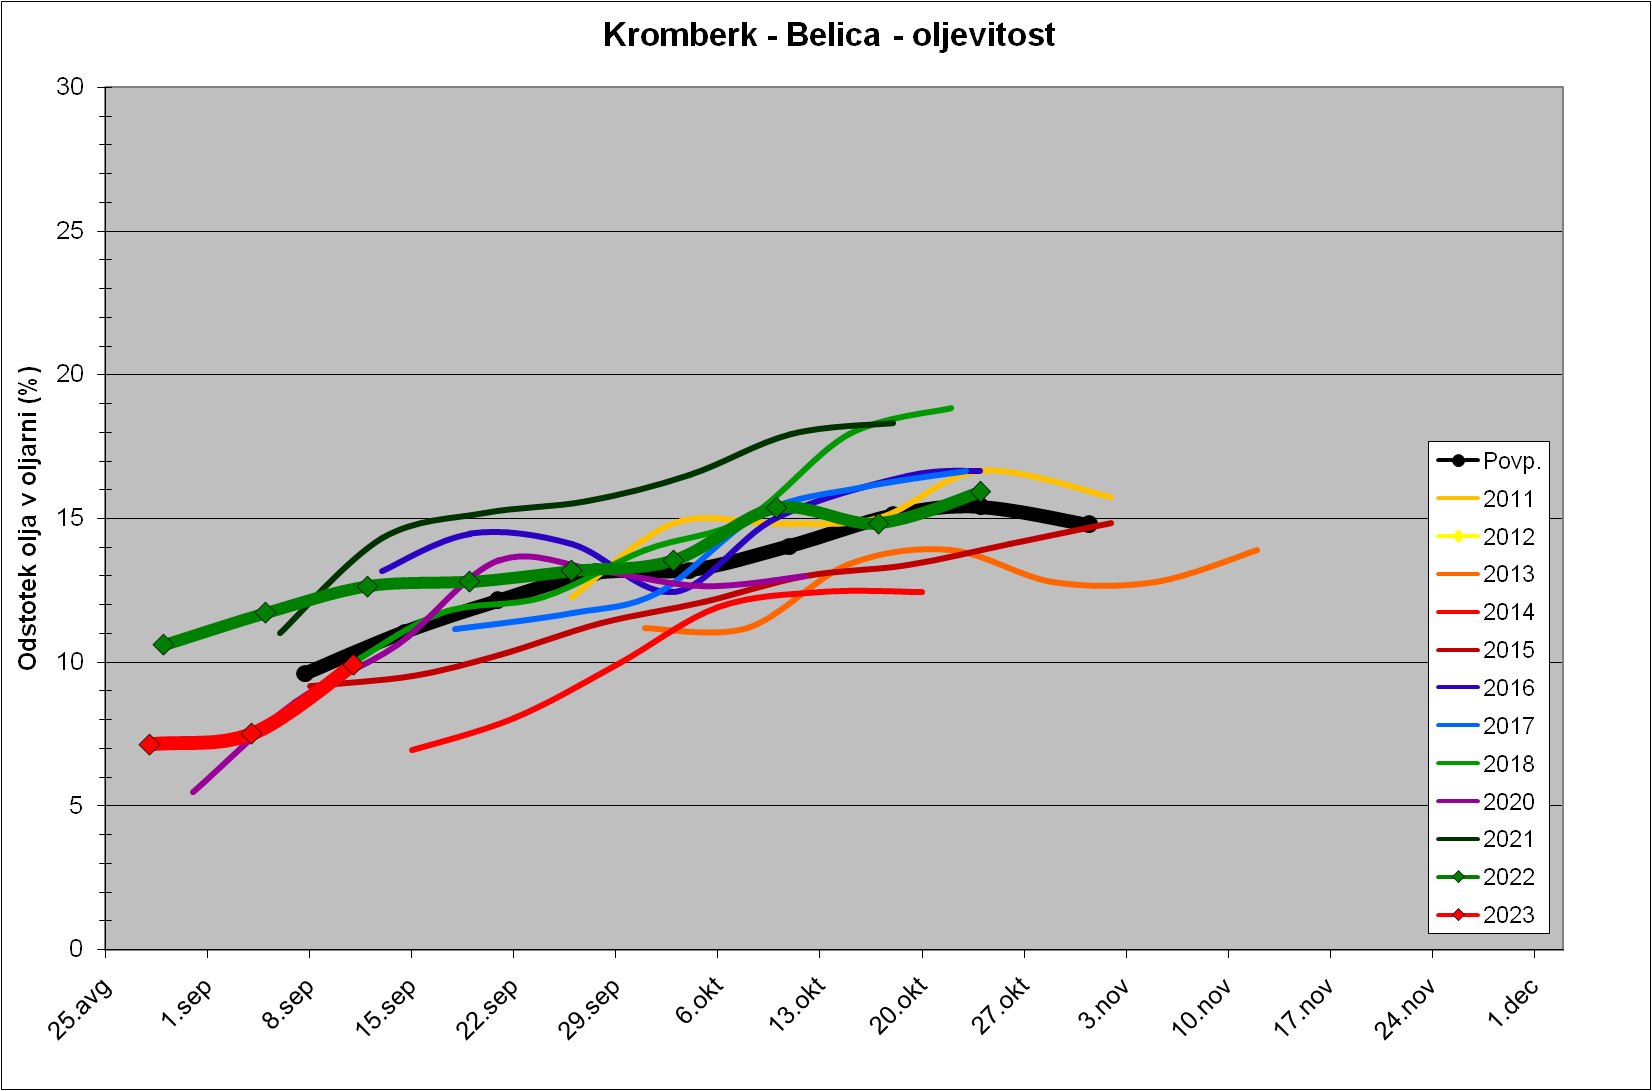 Kromberk - Belica - oljevitost
Odstotek olja v oljarni (%)
30
25
20
15
10
5
0
25.avg
1.sep
8.sep
15.sep
22.sep
29.sep
6.okt
13.okt
20.okt
27.okt
3.nov
10.nov
17.nov
24.nov
1.dec
Povp.
2011
2012
2013
2014
2015
2016
2017
2018
2020
2021
2022
2023